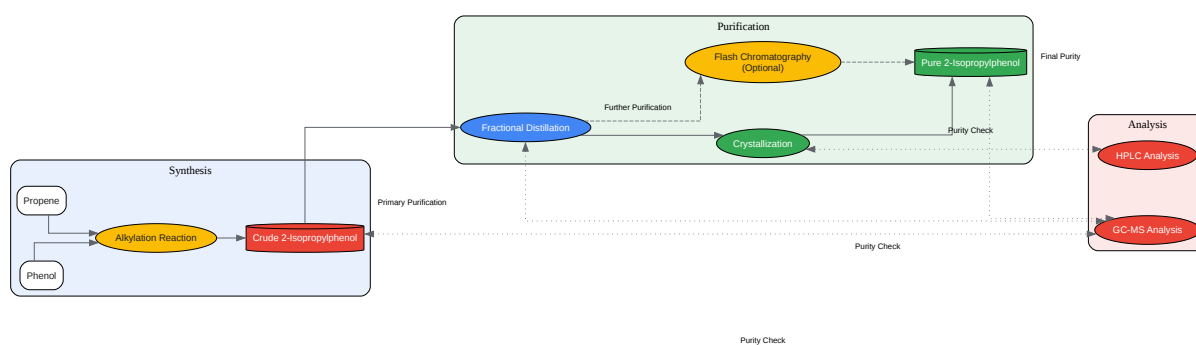 Purification
Flash Chromatography
(Optional)
Pure 2-Isopropylphenol
Final Purity
Further Purification
Fractional Distillation
Crystallization
Purity Check
Analysis
HPLC Analysis
GC-MS Analysis
Synthesis
Propene
Primary Purification
Alkylation Reaction
Crude 2-Isopropylphenol
Phenol
Purity Check
Purity Check